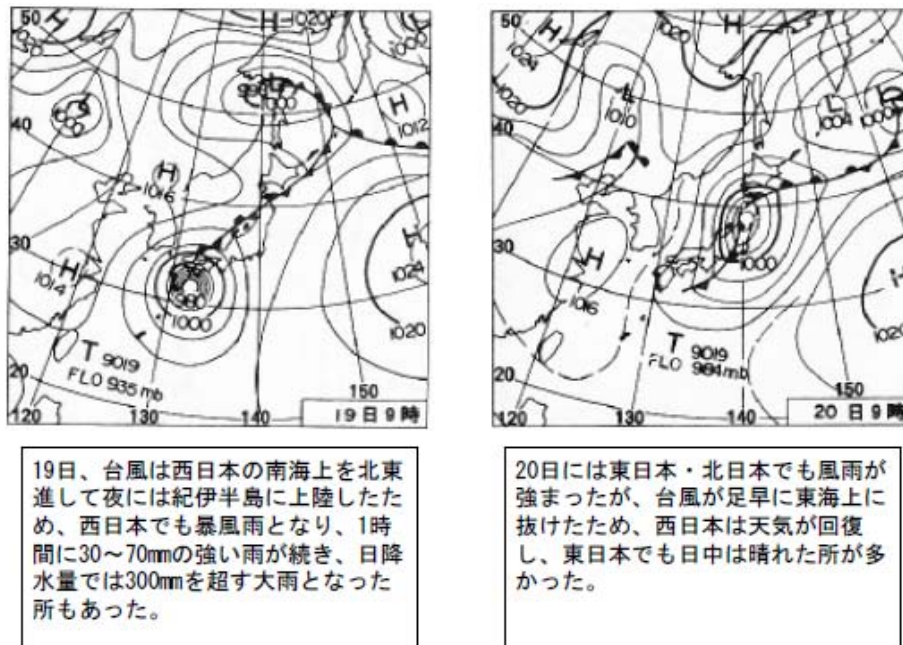 50
H
1020
1000
40
H
1012
(H)
1016
30
H
1014
980
1000
H
1024
1020
T 9019
FLO 935 mb
20
120
130
140
150
19日9時
50
H
1024
1020
1020
H
40
L
1010
L
1004
1000
30
H
1016
1000
1020
T 9019
FLO 984mb
20
120
130
140
150
20日9時
19日、台風は西日本の南海上を北東
進して夜には紀伊半島に上陸したた
め、西日本でも暴風雨となり、1時
間に30～70㎜の強い雨が続き、日降
水量では300㎜を超す大雨となった
所もあった。
20日には東日本・北日本でも風雨が
強まったが、台風が足早に東海上に
抜けたため、西日本は天気が回復
し、東日本でも日中は晴れた所が多
かった。